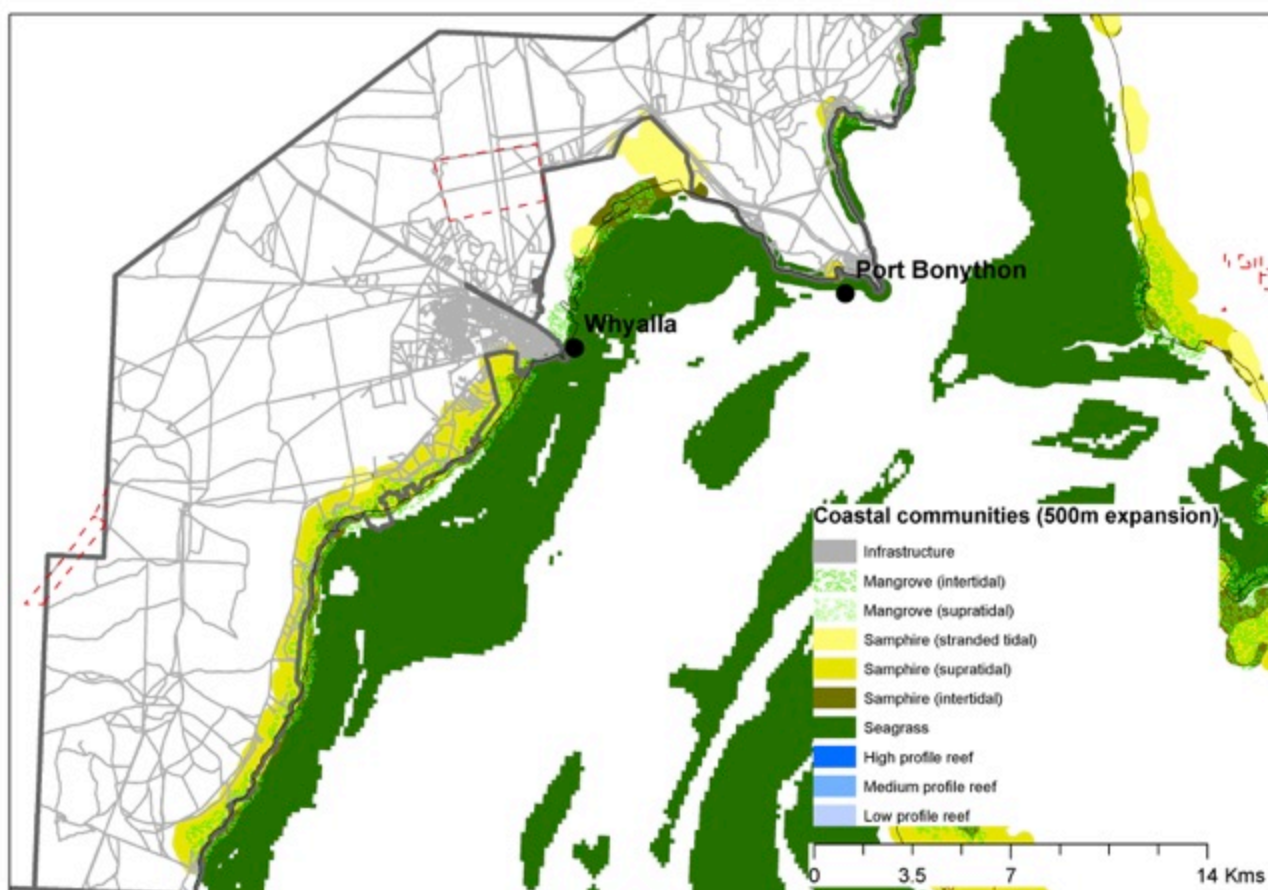 Port Bonython
Whyalla
Coastal communities (500m expansion)
Infrastructure
Mangrove (intertidal)
Mangrove (supratidal)
Samphire (stranded tidal)
Samphire (supratidal)
Samphire (intertidal)
Seagrass
High profile reef
Medium profile reef
Low profile reef
0 3.5 7 14 Kms